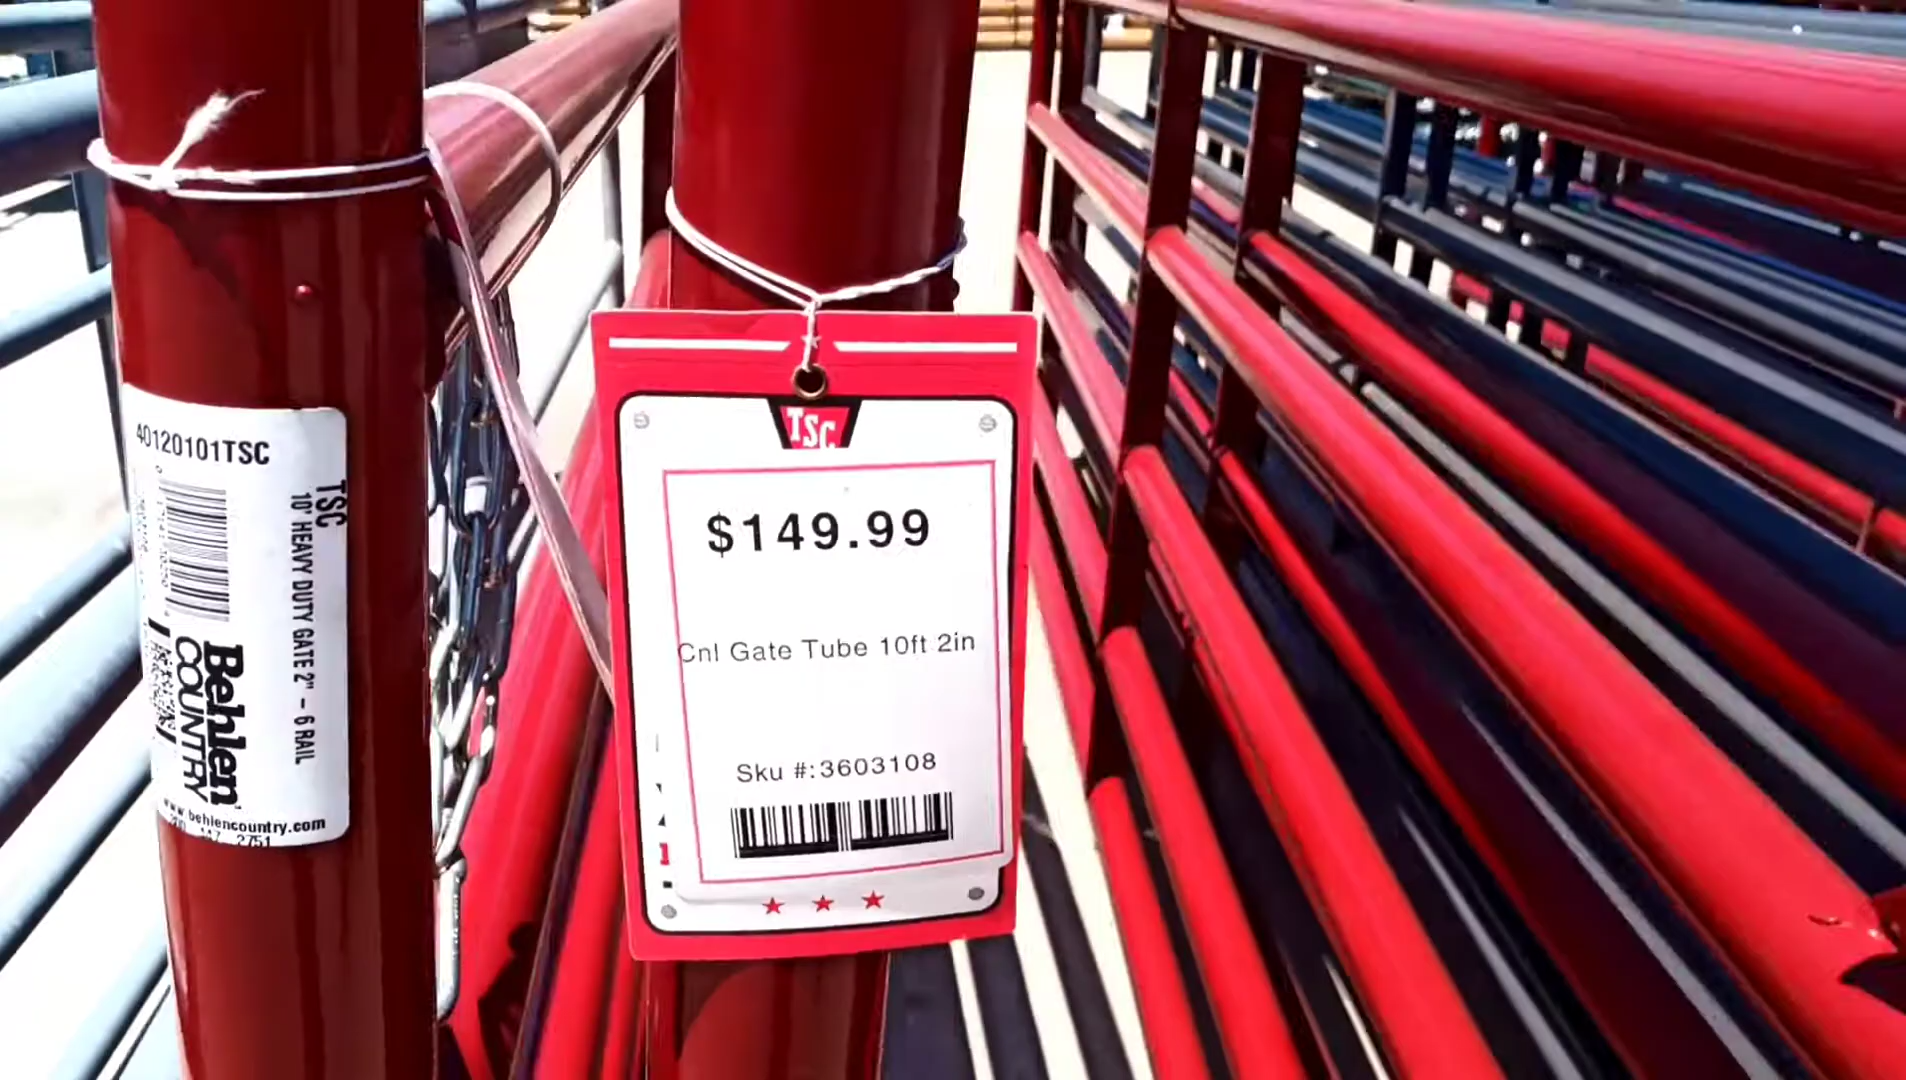 40120101TSC
TSC
10' HEAVY DUTY GATE 2" – 6 RAIL
Behlen
COUNTRY
www.behlencountry.com
TSC
$149.99
Cnl Gate Tube 10ft 2in
Sku #:3603108